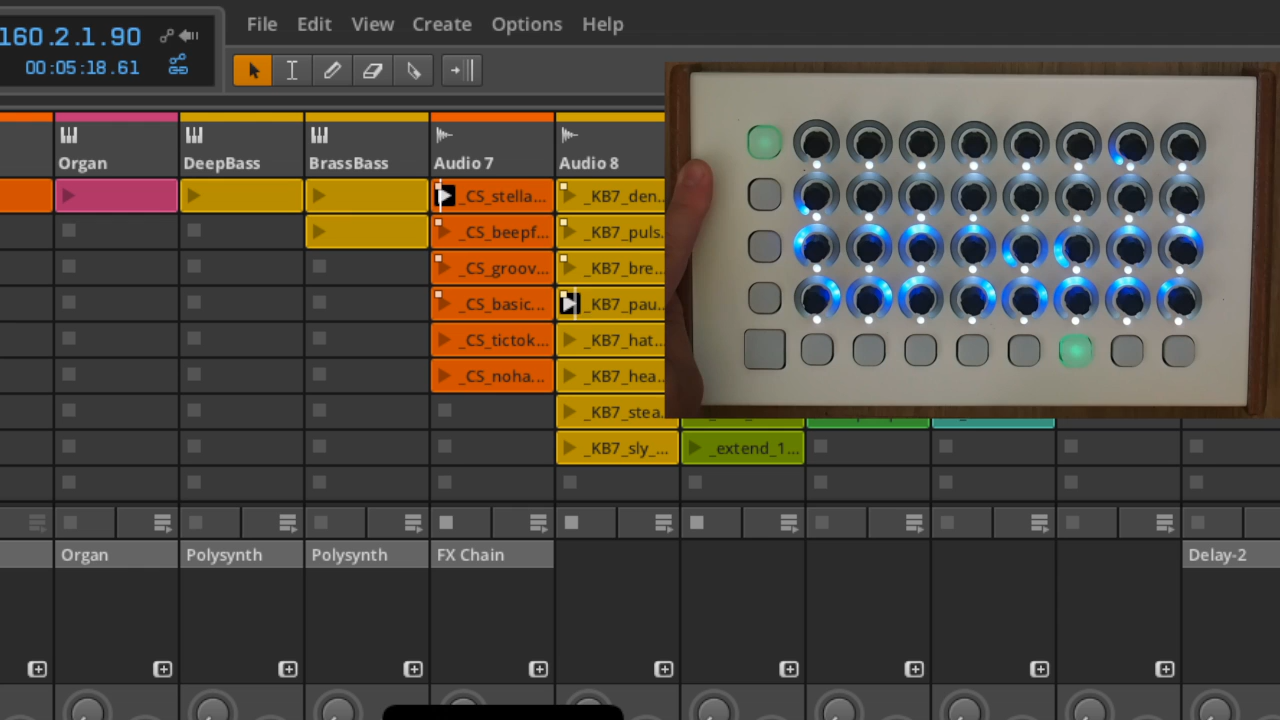 160.2.1.90
00:05:18.61
File Edit View Create Options Help
Organ DeepBass BrassBass Audio 7 Audio 8
_CS_stella... _KB7_den...
_CS_beepf... _KB7_puls...
_CS_groov... _KB7_bre...
_CS_basic... _KB7_pau...
_CS_tictok... _KB7_hat...
_CS_noha... _KB7_hea...
_KB7_stea...
_KB7_sly_... _extend_1...
Organ Polysynth Polysynth FX Chain Delay-2